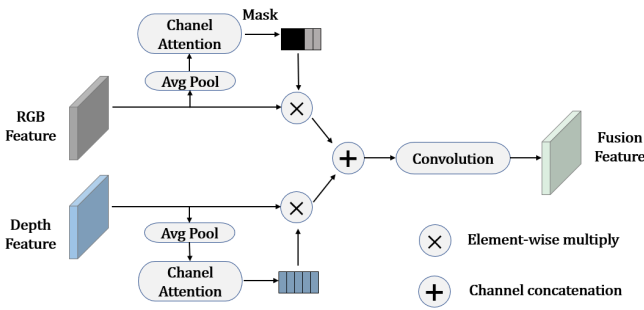 Chanel
Attention
Mask
Avg Pool
RGB
Feature
×
+
Convolution
Fusion
Feature
Depth
Feature
×
Avg Pool
Chanel
Attention
× Element-wise multiply
+ Channel concatenation